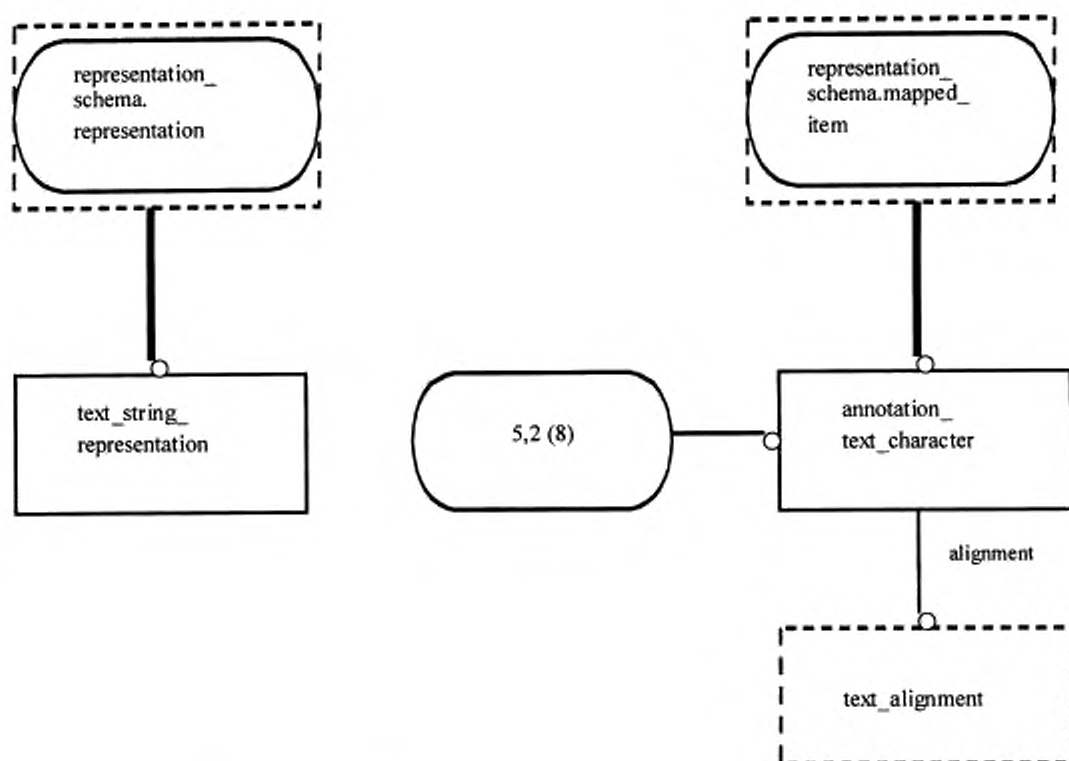 representation_
schema.
representation
representation_
schema.mapped_
item
text_string_
representation
5,2 (8)
annotation_
text_character
alignment
text_alignment